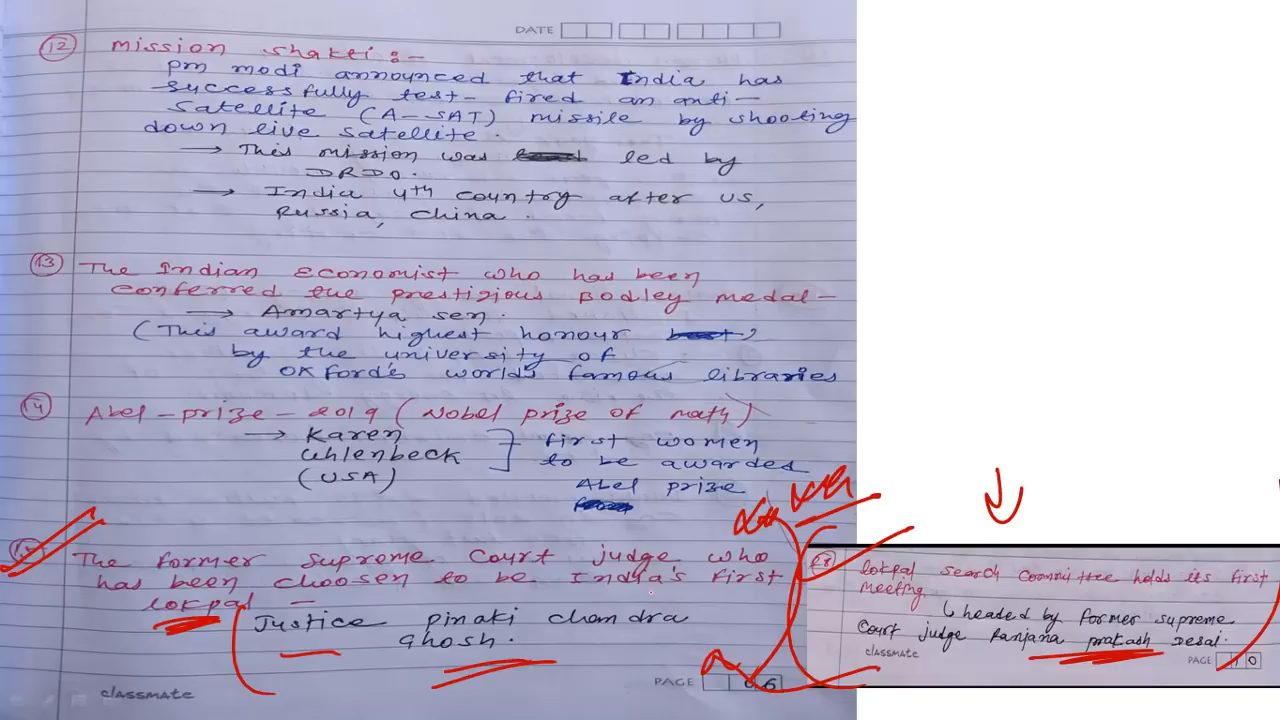 DATE
12 Mission Shakti :-
PM modi announced that India has
successfully test-fired an anti-
satellite (A-SAT) missile by shooting
down live satellite.
→ This mission was led by
DRDO.
→ India 4th country after US,
Russia, China.
13 The Indian Economist who has been
conferred the prestigious Bodley medal-
→ Amartya sen.
(This award highest honour )
by the university of
OXford's world's famous libraries
14 Abel-prize-2019 (Nobel prize of math)
→ Karen
Uhlenbeck
(USA)
first women
to be awarded
Abel prize
The former Supreme Court judge who
has been choosen to be India's first
lokpal -
Justice Pinaki Chandra
Ghosh.
classmate
PAGE 06
lokpal search Committee holds its first
meeting
↳ headed by former supreme
Court judge Ranjana prakash Desai.
CLASSMATE
PAGE 10